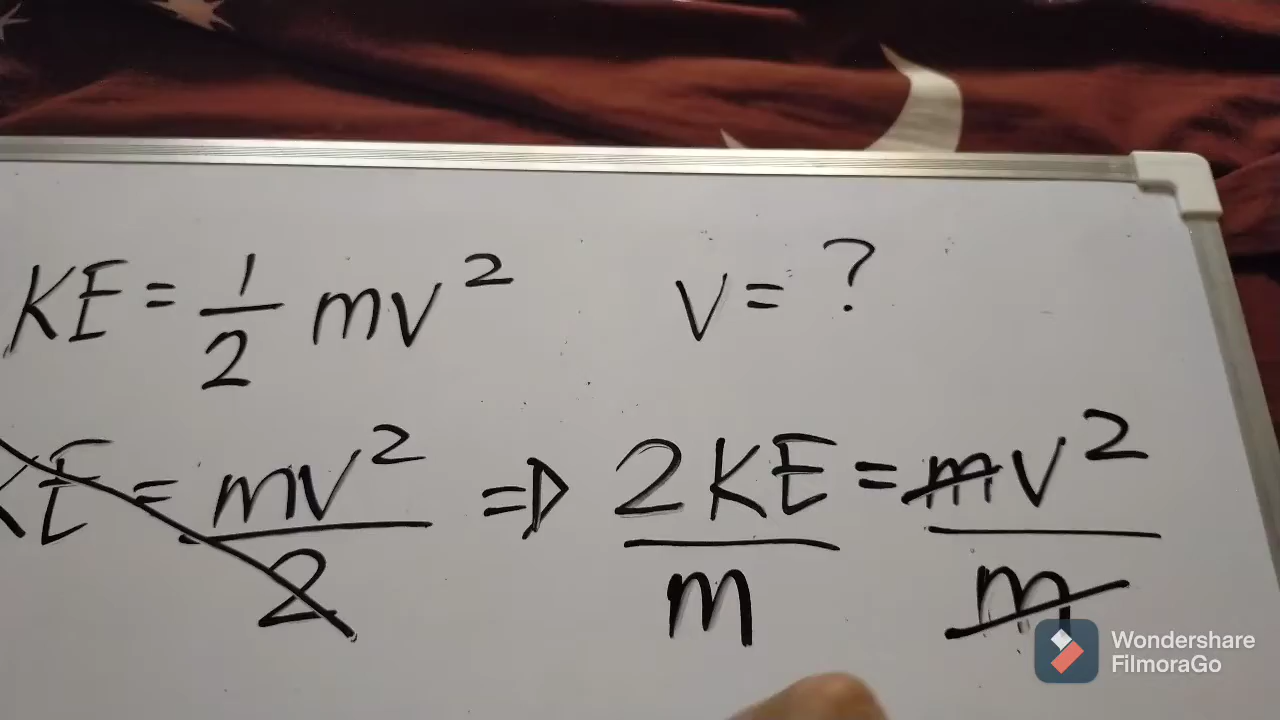 KE = 1/2 mv² V = ?
KE = mv²/2 ⇒ 2KE/m = mv²/m
Wondershare
FilmoraGo